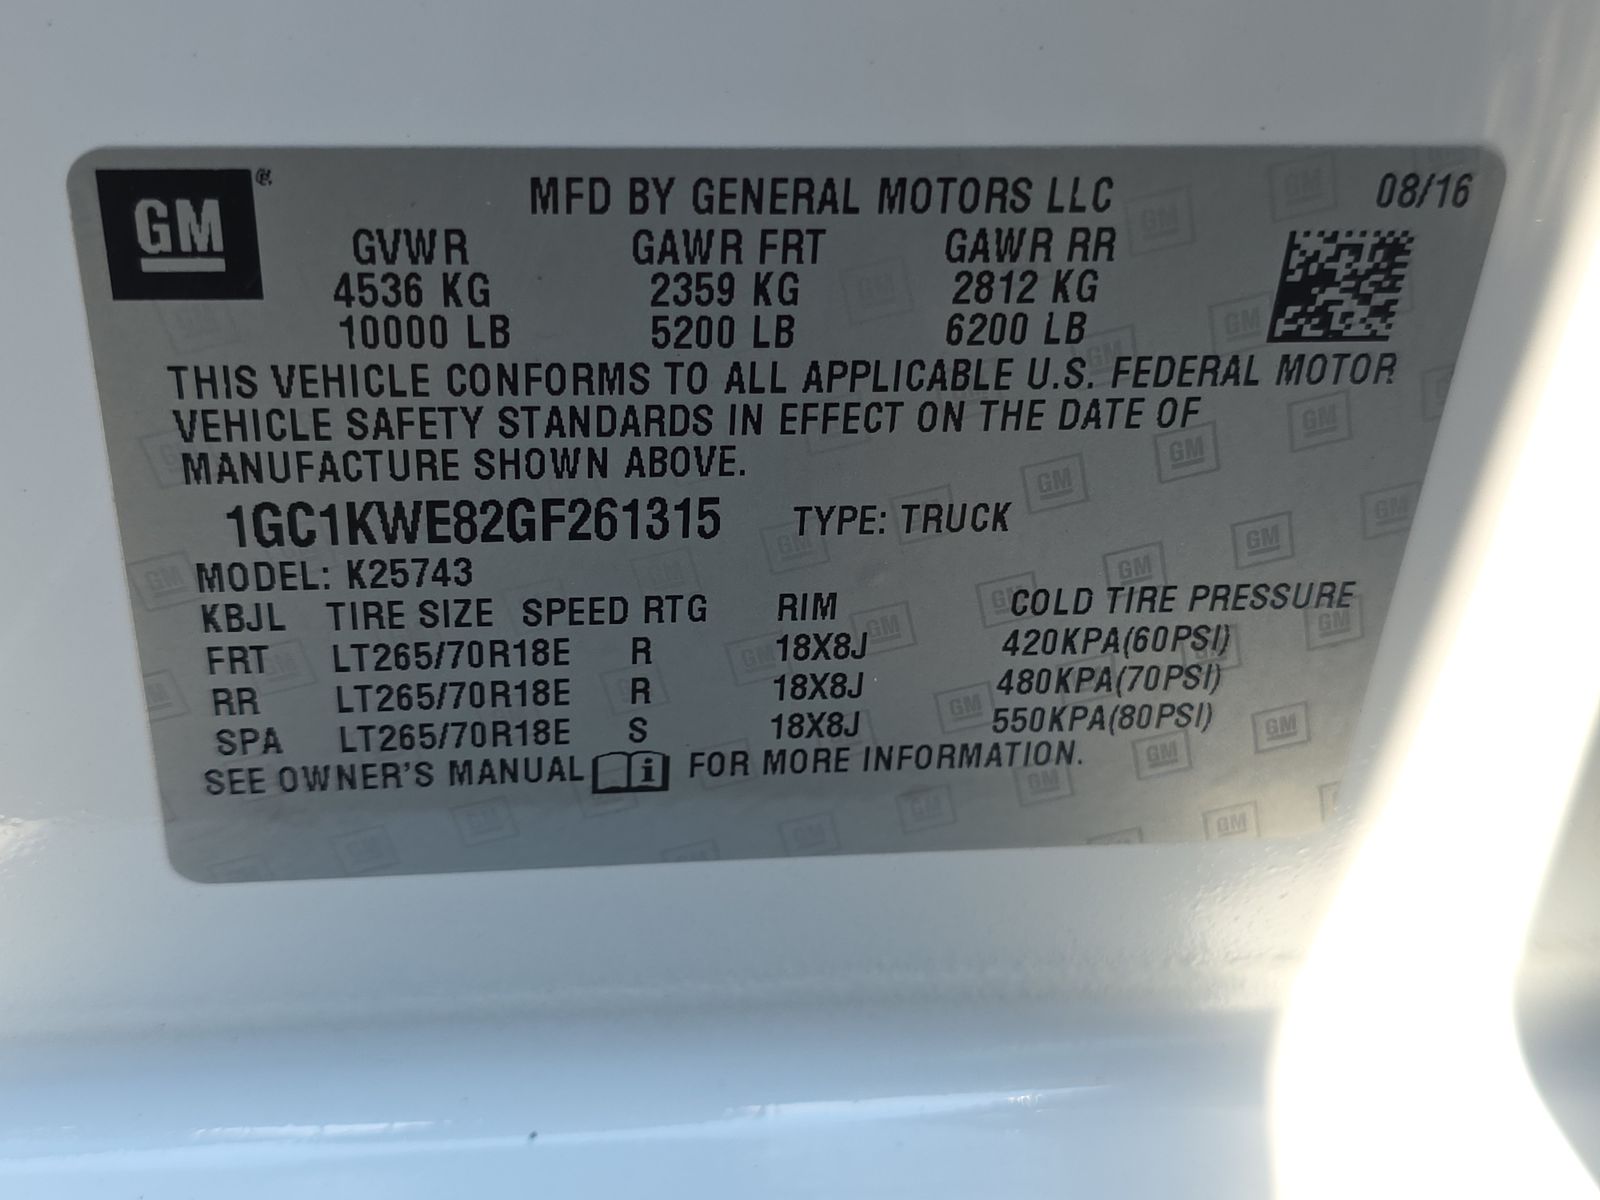 GM ®
MFD BY GENERAL MOTORS LLC 08/16
GVWR GAWR FRT GAWR RR
4536 KG 2359 KG 2812 KG
10000 LB 5200 LB 6200 LB
THIS VEHICLE CONFORMS TO ALL APPLICABLE U.S. FEDERAL MOTOR
VEHICLE SAFETY STANDARDS IN EFFECT ON THE DATE OF
MANUFACTURE SHOWN ABOVE.
1GC1KWE82GF261315 TYPE: TRUCK
MODEL: K25743
KBJL TIRE SIZE SPEED RTG RIM COLD TIRE PRESSURE
FRT LT265/70R18E R 18X8J 420KPA(60PSI)
RR LT265/70R18E R 18X8J 480KPA(70PSI)
SPA LT265/70R18E S 18X8J 550KPA(80PSI)
SEE OWNER'S MANUAL i FOR MORE INFORMATION.